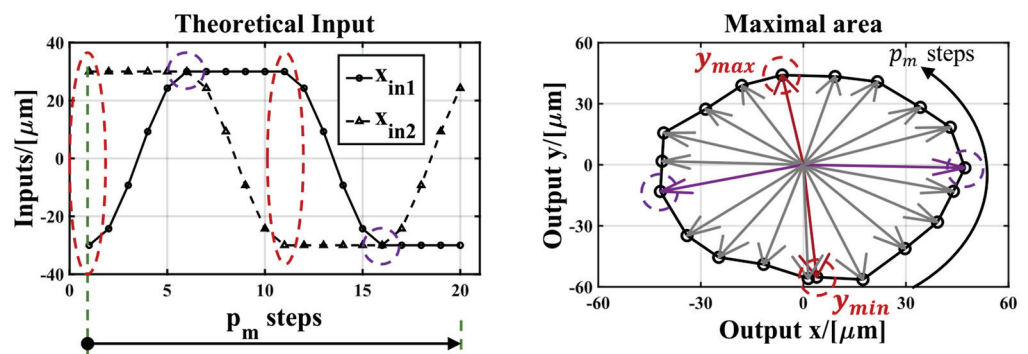 Theoretical Input
Inputs/[μm]
40
20
0
-20
-40
x_in1
x_in2
0
5
10
15
20
p_m steps
Maximal area
Output y/[μm]
60
30
0
-30
-60
y_max
p_m steps
y_min
-60
-30
0
30
60
Output x/[μm]